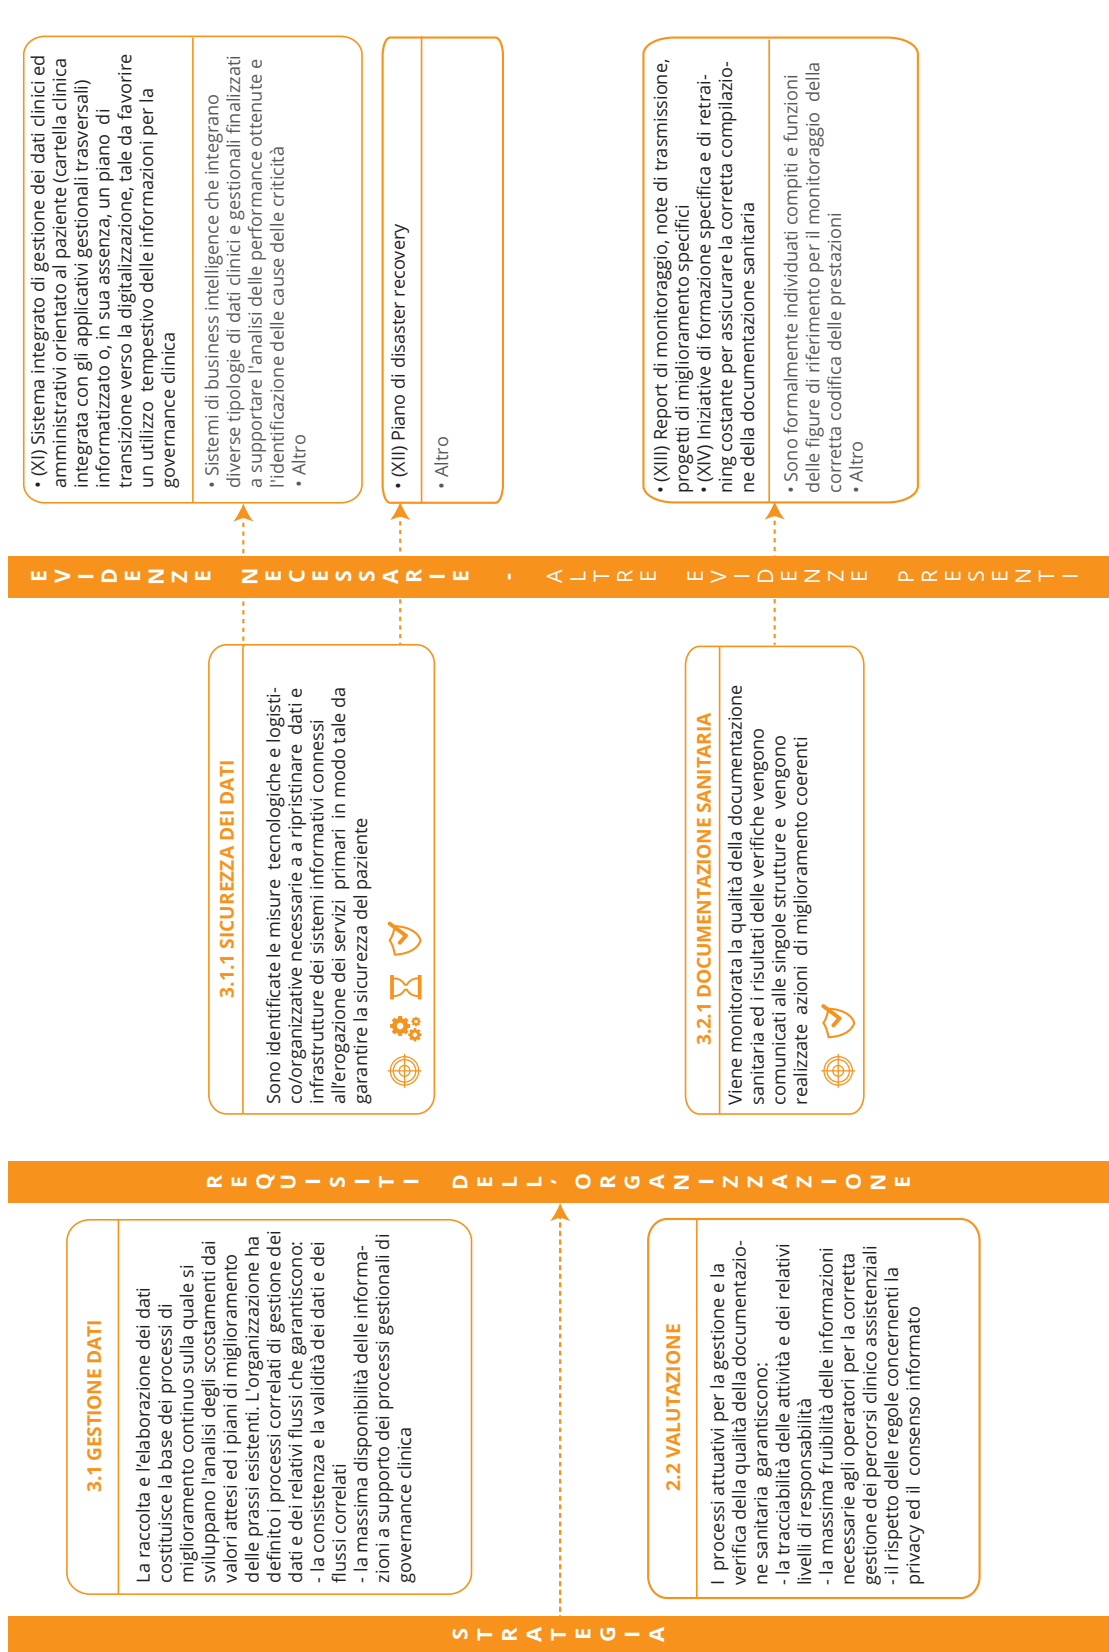 STRATEGIA
3.1 GESTIONE DATI
La raccolta e l'elaborazione dei dati
costituisce la base dei processi di
miglioramento continuo sulla quale si
sviluppano l'analisi degli scostamenti dai
valori attesi ed i piani di miglioramento
delle prassi esistenti. L'organizzazione ha
definito i processi correlati di gestione dei
dati e dei relativi flussi che garantiscono:
- la consistenza e la validità dei dati e dei
flussi correlati
- la massima disponibilità delle informa-
zioni a supporto dei processi gestionali di
governance clinica
2.2 VALUTAZIONE
I processi attuativi per la gestione e la
verifica della qualità della documentazio-
ne sanitaria garantiscono:
- la tracciabilità delle attività e dei relativi
livelli di responsabilità
- la massima fruibilità delle informazioni
necessarie agli operatori per la corretta
gestione dei percorsi clinico assistenziali
- il rispetto delle regole concernenti la
privacy ed il consenso informato
REQUISITI DELL'ORGANIZZAZIONE
3.1.1 SICUREZZA DEI DATI
Sono identificate le misure tecnologiche e logisti-
co/organizzative necessarie a a ripristinare dati e
infrastrutture dei sistemi informativi connessi
all'erogazione dei servizi primari in modo tale da
garantire la sicurezza del paziente
3.2.1 DOCUMENTAZIONE SANITARIA
Viene monitorata la qualità della documentazione
sanitaria ed i risultati delle verifiche vengono
comunicati alle singole strutture e vengono
realizzate azioni di miglioramento coerenti
EVIDENZE NECESSARIE - ALTRE EVIDENZE PRESENTI
• (XI) Sistema integrato di gestione dei dati clinici ed
amministrativi orientato al paziente (cartella clinica
integrata con gli applicativi gestionali trasversali)
informatizzato o, in sua assenza, un piano di
transizione verso la digitalizzazione, tale da favorire
un utilizzo tempestivo delle informazioni per la
governance clinica
• Sistemi di business intelligence che integrano
diverse tipologie di dati clinici e gestionali finalizzati
a supportare l'analisi delle performance ottenute e
l'identificazione delle cause delle criticità
• Altro
• (XII) Piano di disaster recovery
• Altro
• (XIII) Report di monitoraggio, note di trasmissione,
progetti di miglioramento specifici
• (XIV) Iniziative di formazione specifica e di retrai-
ning costante per assicurare la corretta compilazio-
ne della documentazione sanitaria
• Sono formalmente individuati compiti e funzioni
delle figure di riferimento per il monitoraggio della
corretta codifica delle prestazioni
• Altro